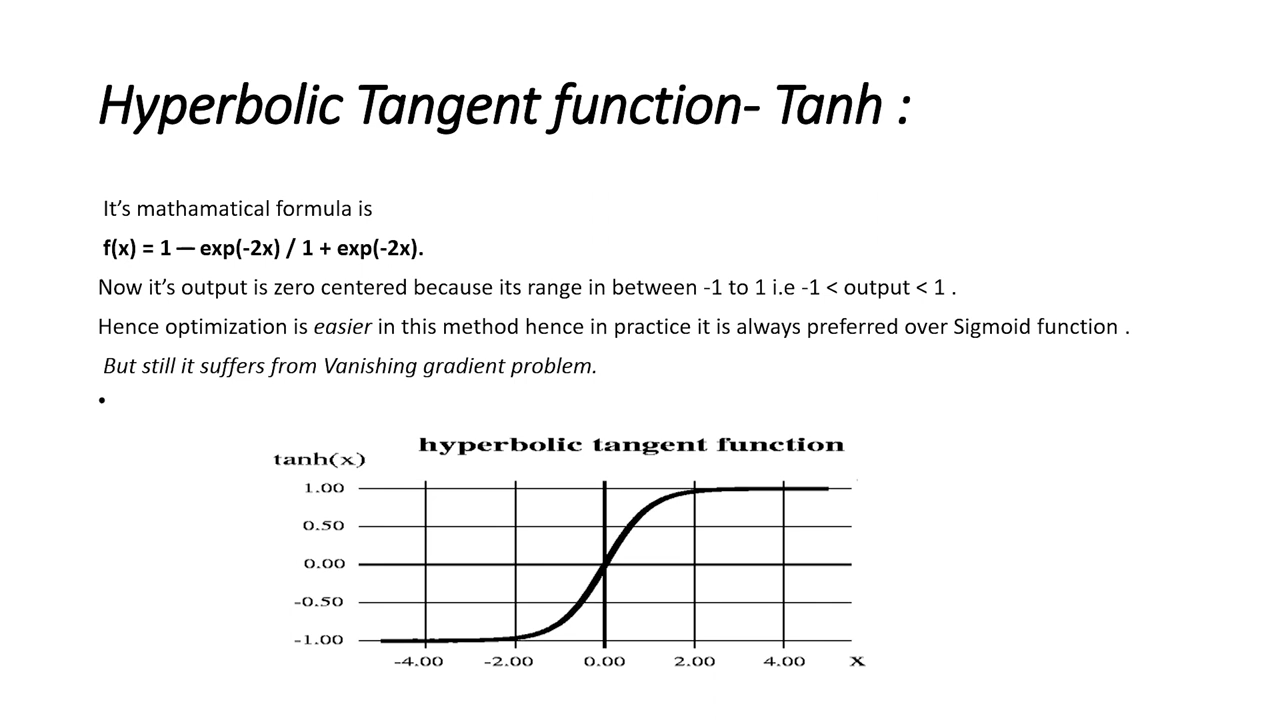 Hyperbolic Tangent function- Tanh :
It’s mathamatical formula is
f(x) = 1 — exp(-2x) / 1 + exp(-2x).
Now it’s output is zero centered because its range in between -1 to 1 i.e -1 < output < 1 .
Hence optimization is easier in this method hence in practice it is always preferred over Sigmoid function .
But still it suffers from Vanishing gradient problem.
•
hyperbolic tangent function
tanh(x)
1.00
0.50
0.00
-0.50
-1.00
-4.00 -2.00 0.00 2.00 4.00 x